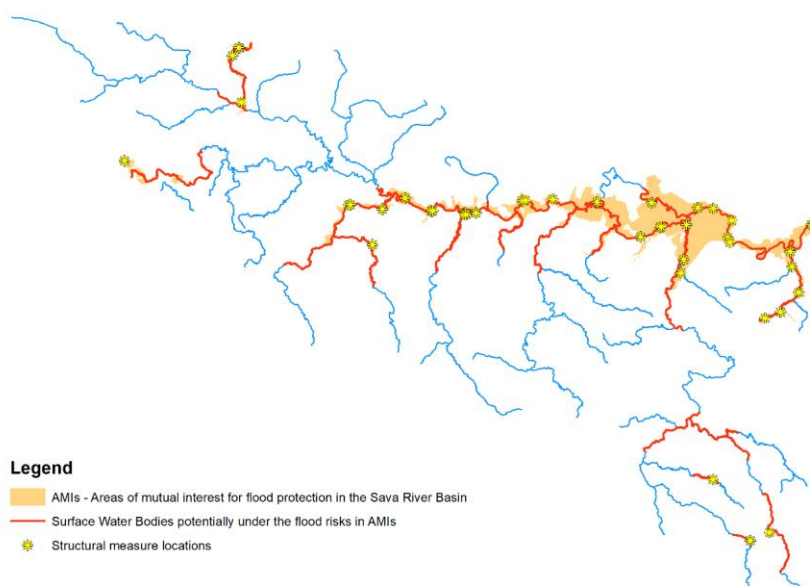 Legend
AMIs - Areas of mutual interest for flood protection in the Sava River Basin
Surface Water Bodies potentially under the flood risks in AMIs
Structural measure locations